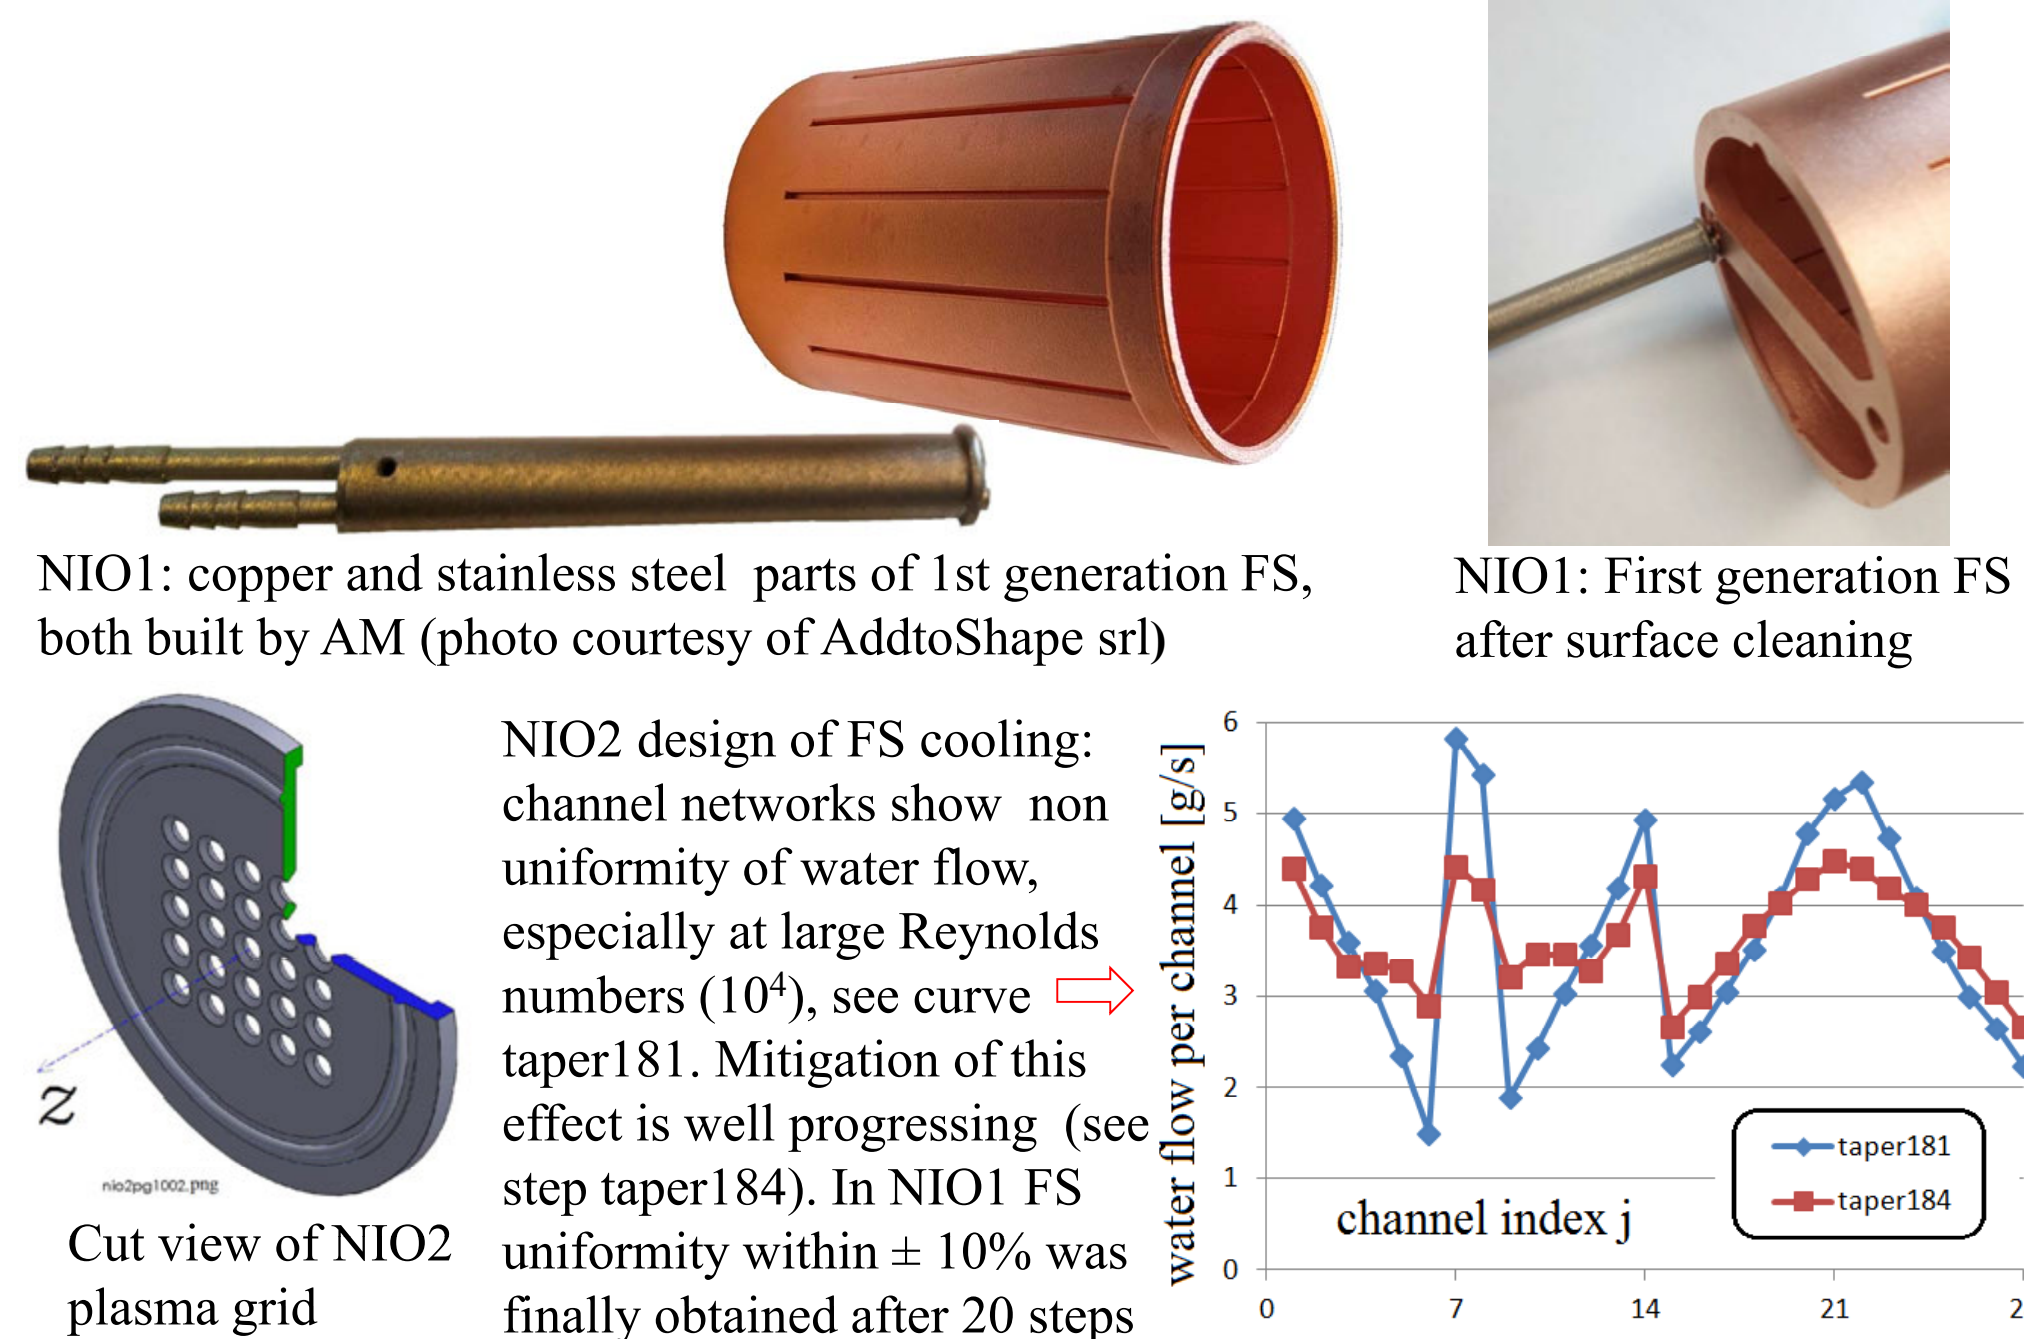 NIO1: copper and stainless steel parts of 1st generation FS,
both built by AM (photo courtesy of AddtoShape srl)
NIO1: First generation FS
after surface cleaning
z
nio2pg1002.png
Cut view of NIO2
plasma grid
NIO2 design of FS cooling:
channel networks show non
uniformity of water flow,
especially at large Reynolds
numbers (10⁴), see curve
taper181. Mitigation of this
effect is well progressing (see
step taper184). In NIO1 FS
uniformity within ± 10% was
finally obtained after 20 steps
water flow per channel [g/s]
6
5
4
3
2
1
0
0 7 14 21 2
channel index j
taper181
taper184